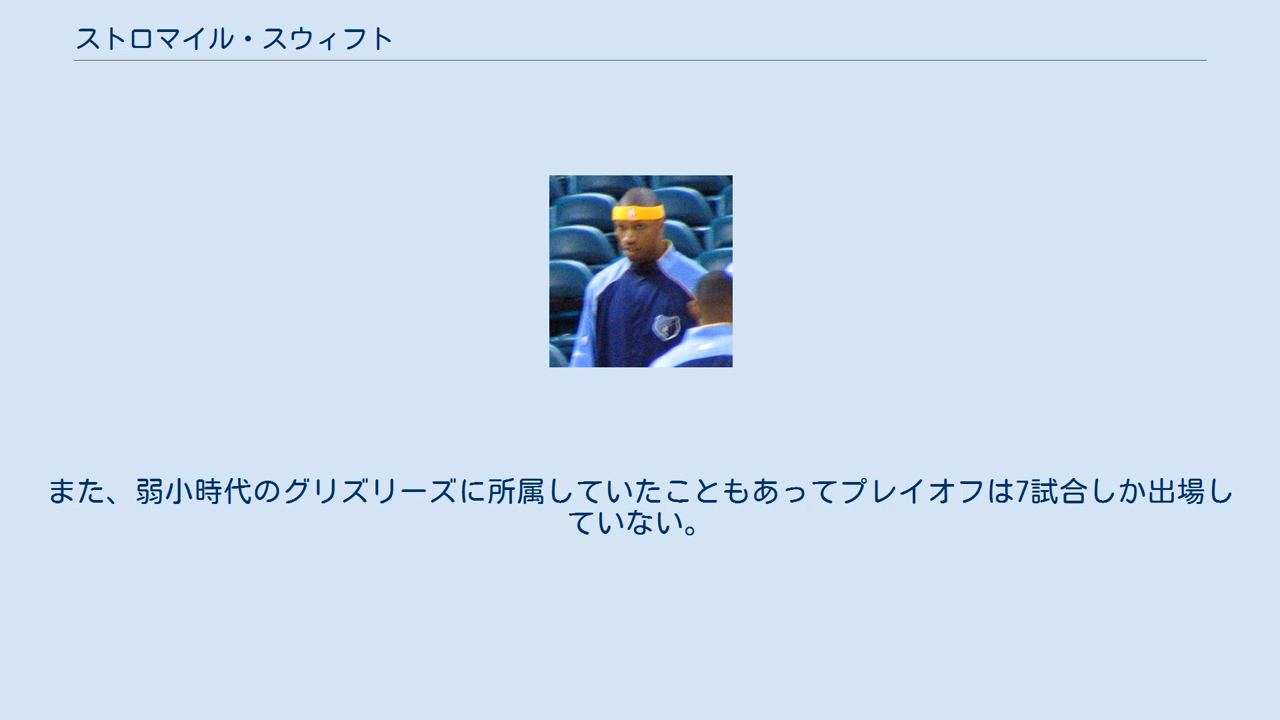 ストロマイル・スウィフト
また、弱小時代のグリズリーズに所属していたこともあってプレイオフは7試合しか出場し
ていない。